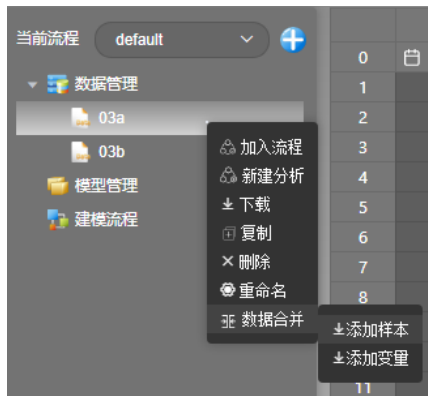 当前流程 default
数据管理
03a
03b
模型管理
建模流程
加入流程
新建分析
下载
复制
删除
重命名
数据合并
添加样本
添加变量
0
1
2
3
4
5
6
7
8
11